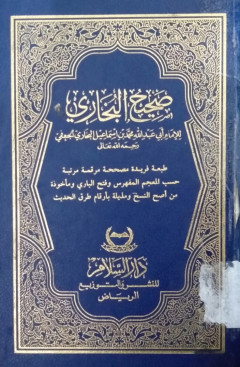 صحيح البخاري
للإمام أبي عبد الله محمد بن إسماعيل البخاري الجعفي
رحمه الله تعالى
طبعة فريدة مصححة مرقمة مرتبة
حسب المعجم المفهرس وفتح الباري ومأخوذة
من أصح النسخ ومذيلة بأرقام طرق الحديث
دار السلام
للنشر والتوزيع
الرياض